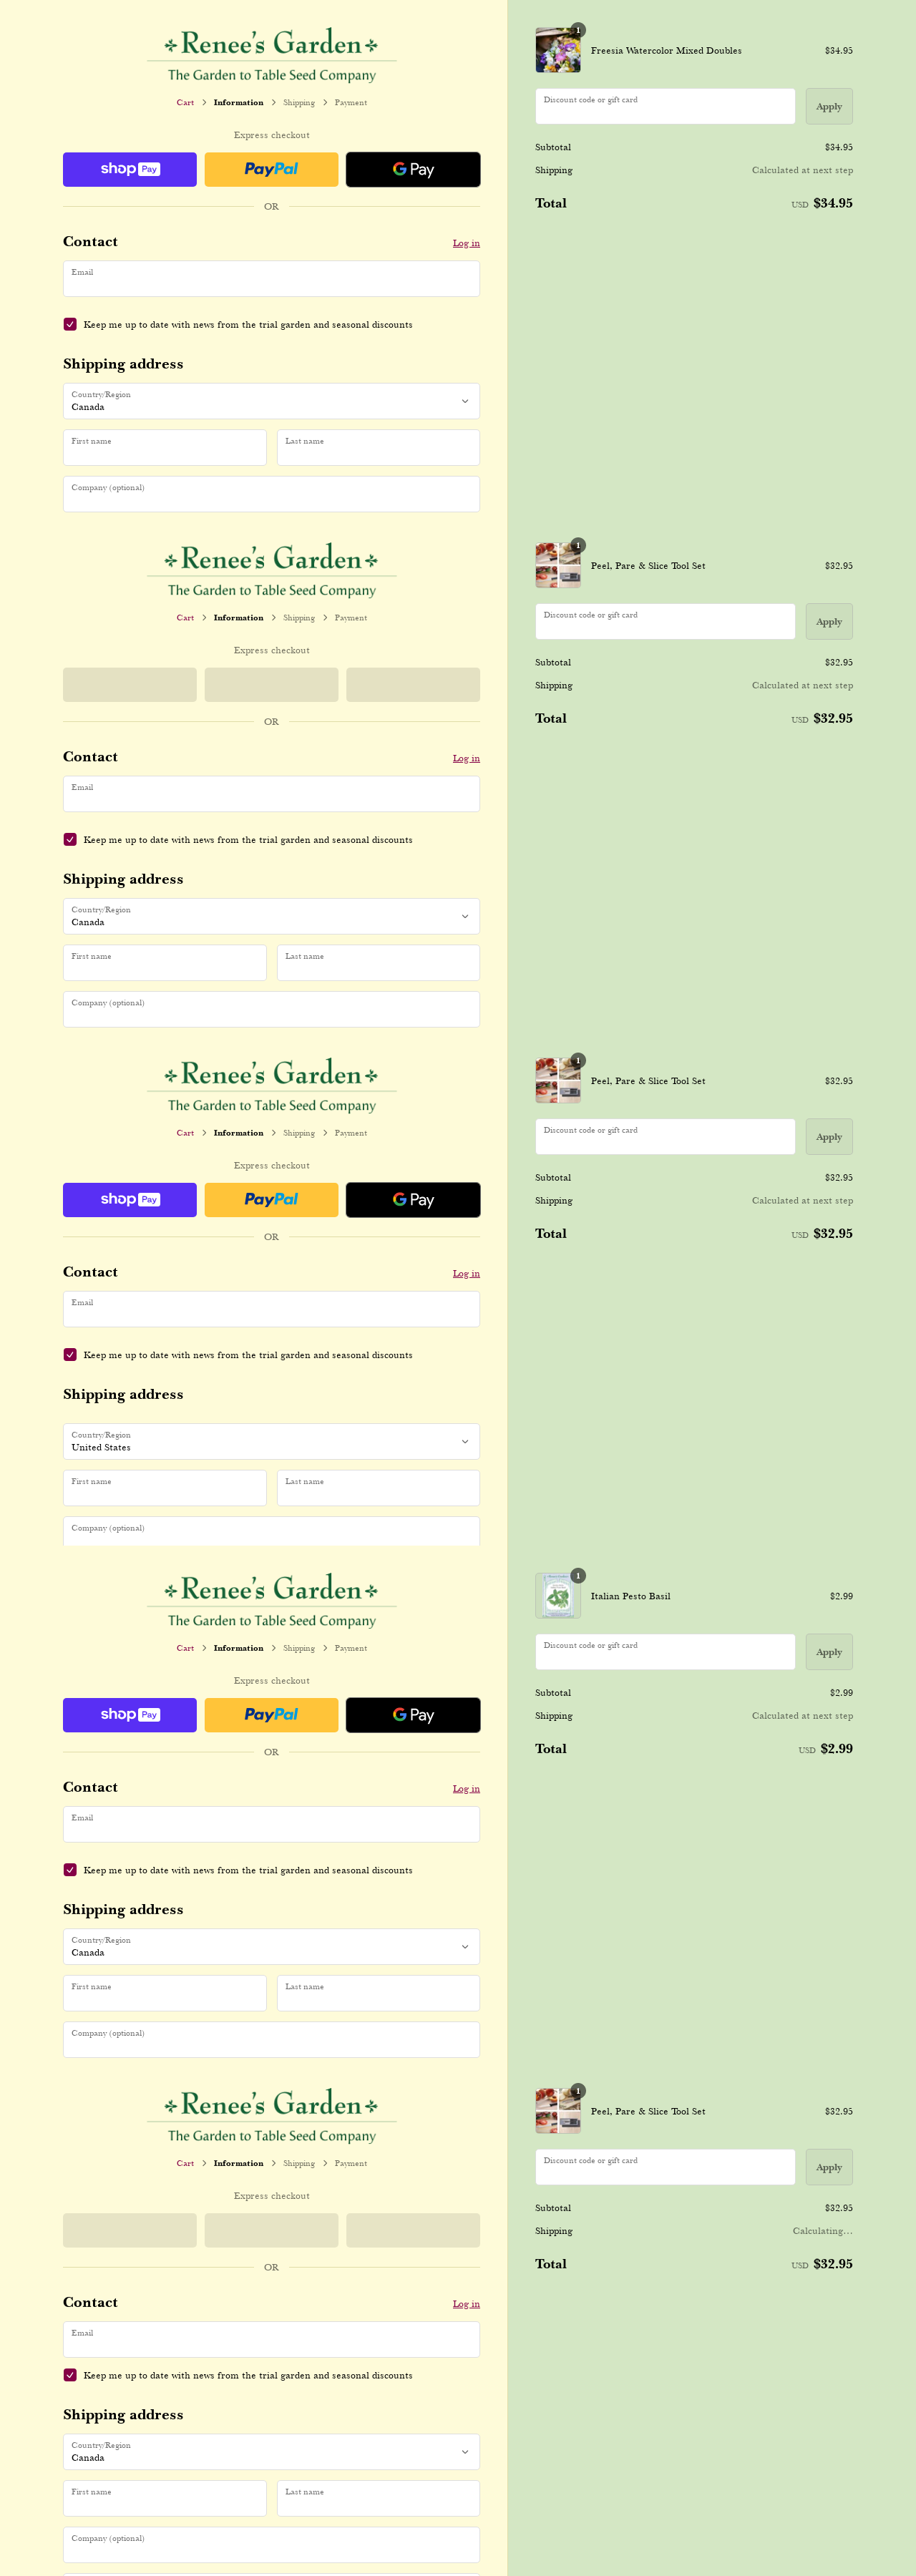 Renee's Garden
The Garden to Table Seed Company
Cart > Information > Shipping > Payment
Express checkout
shop Pay PayPal G Pay
OR
Contact Log in
Email
Keep me up to date with news from the trial garden and seasonal discounts
Shipping address
Country/Region
Canada
First name Last name
Company (optional)
1
Freesia Watercolor Mixed Doubles $34.95
Discount code or gift card Apply
Subtotal $34.95
Shipping Calculated at next step
Total USD $34.95
Renee's Garden
The Garden to Table Seed Company
Cart > Information > Shipping > Payment
Express checkout
OR
Contact Log in
Email
Keep me up to date with news from the trial garden and seasonal discounts
Shipping address
Country/Region
Canada
First name Last name
Company (optional)
1
Peel, Pare & Slice Tool Set $32.95
Discount code or gift card Apply
Subtotal $32.95
Shipping Calculated at next step
Total USD $32.95
Renee's Garden
The Garden to Table Seed Company
Cart > Information > Shipping > Payment
Express checkout
shop Pay PayPal G Pay
OR
Contact Log in
Email
Keep me up to date with news from the trial garden and seasonal discounts
Shipping address
Country/Region
United States
First name Last name
Company (optional)
1
Peel, Pare & Slice Tool Set $32.95
Discount code or gift card Apply
Subtotal $32.95
Shipping Calculated at next step
Total USD $32.95
Renee's Garden
The Garden to Table Seed Company
Cart > Information > Shipping > Payment
Express checkout
shop Pay PayPal G Pay
OR
Contact Log in
Email
Keep me up to date with news from the trial garden and seasonal discounts
Shipping address
Country/Region
Canada
First name Last name
Company (optional)
1
Italian Pesto Basil $2.99
Discount code or gift card Apply
Subtotal $2.99
Shipping Calculated at next step
Total USD $2.99
Renee's Garden
The Garden to Table Seed Company
Cart > Information > Shipping > Payment
Express checkout
OR
Contact Log in
Email
Keep me up to date with news from the trial garden and seasonal discounts
Shipping address
Country/Region
Canada
First name Last name
Company (optional)
1
Peel, Pare & Slice Tool Set $32.95
Discount code or gift card Apply
Subtotal $32.95
Shipping Calculating...
Total USD $32.95